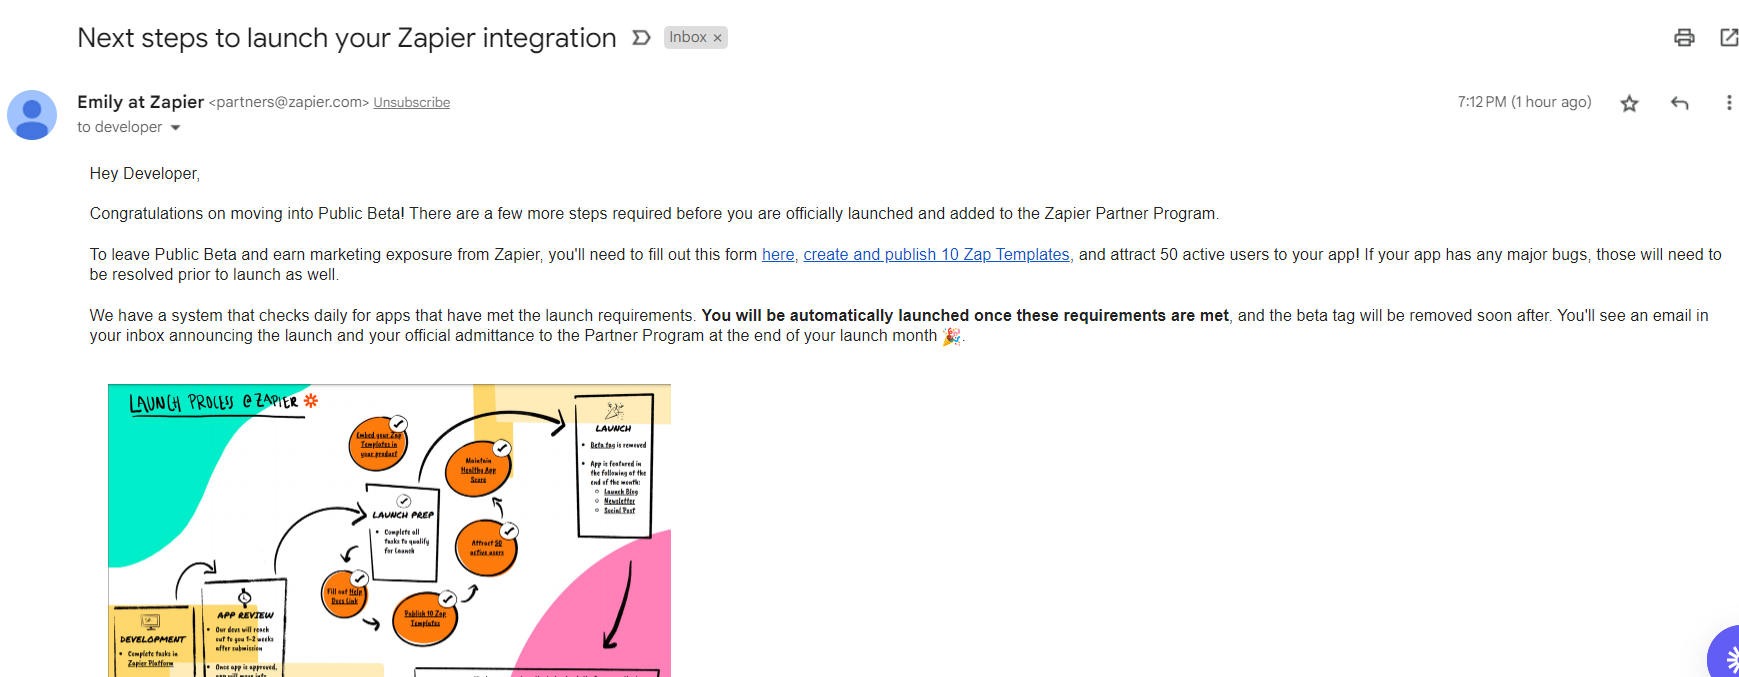 Next steps to launch your Zapier integration
Inbox ×
Emily at Zapier <partners@zapier.com> Unsubscribe
7:12 PM (1 hour ago)
to developer
Hey Developer,
Congratulations on moving into Public Beta! There are a few more steps required before you are officially launched and added to the Zapier Partner Program.
To leave Public Beta and earn marketing exposure from Zapier, you'll need to fill out this form here, create and publish 10 Zap Templates, and attract 50 active users to your app! If your app has any major bugs, those will need to
be resolved prior to launch as well.
We have a system that checks daily for apps that have met the launch requirements. You will be automatically launched once these requirements are met, and the beta tag will be removed soon after. You'll see an email in
your inbox announcing the launch and your official admittance to the Partner Program at the end of your launch month 🎉.
LAUNCH PROCESS @ ZAPIER
Embed your Zap
Templates in
your product
Maintain
Healthy App
Score
LAUNCH
• Beta tag is removed
• App is featured in
the following at the
end of the month:
○ Launch Blog
○ Newsletter
○ Social Post
LAUNCH PREP
• Complete all
tasks to qualify
for Launch
Attract 50
active users
Fill out Help
Docs Link
Publish 10 Zap
Templates
APP REVIEW
• Our devs will reach
out to you 1-2 weeks
after submission
• Once app is approved,
app will move into
DEVELOPMENT
• Complete tasks in
Zapier Platform